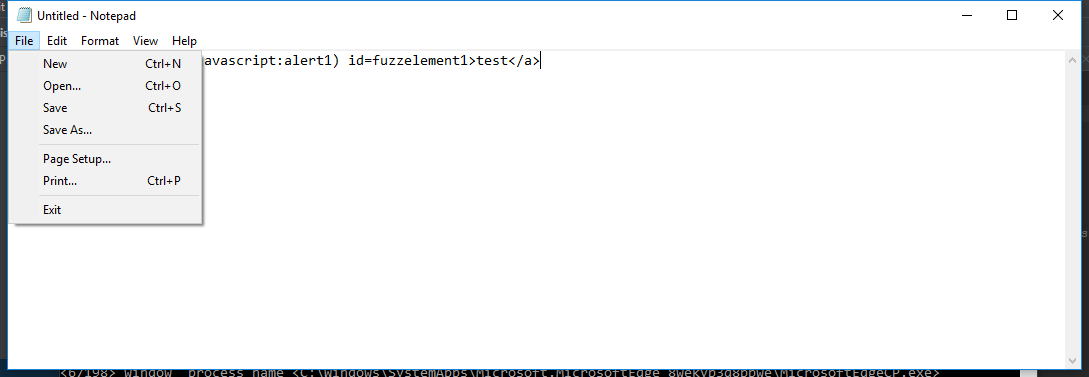 Untitled - Notepad
File Edit Format View Help
avascript:alert1) id=fuzzelement1>test</a>
New Ctrl+N
Open... Ctrl+O
Save Ctrl+S
Save As...
Page Setup...
Print... Ctrl+P
Exit
<6/198> window process name <C:\Windows\SystemApps\Microsoft.MicrosoftEdge_8wekyb3d8bbwe\MicrosoftEdgeCP.exe>